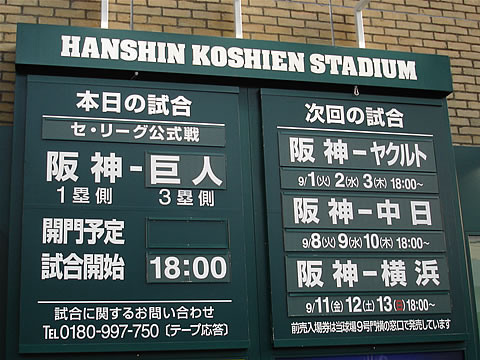 HANSHIN KOSHIEN STADIUM
本日の試合
セ・リーグ公式戦
阪神-巨人
1塁側 3塁側
開門予定
試合開始 18:00
試合に関するお問い合わせ
TEL0180-997-750〔テープ応答〕
次回の試合
阪神-ヤクルト
9/1(火) 2(水) 3(木) 18:00~
阪神-中日
9/8(火) 9(水) 10(木) 18:00~
阪神-横浜
9/11(金) 12(土) 13(日) 18:00~
前売入場券は当球場9号門横の窓口で発売しています